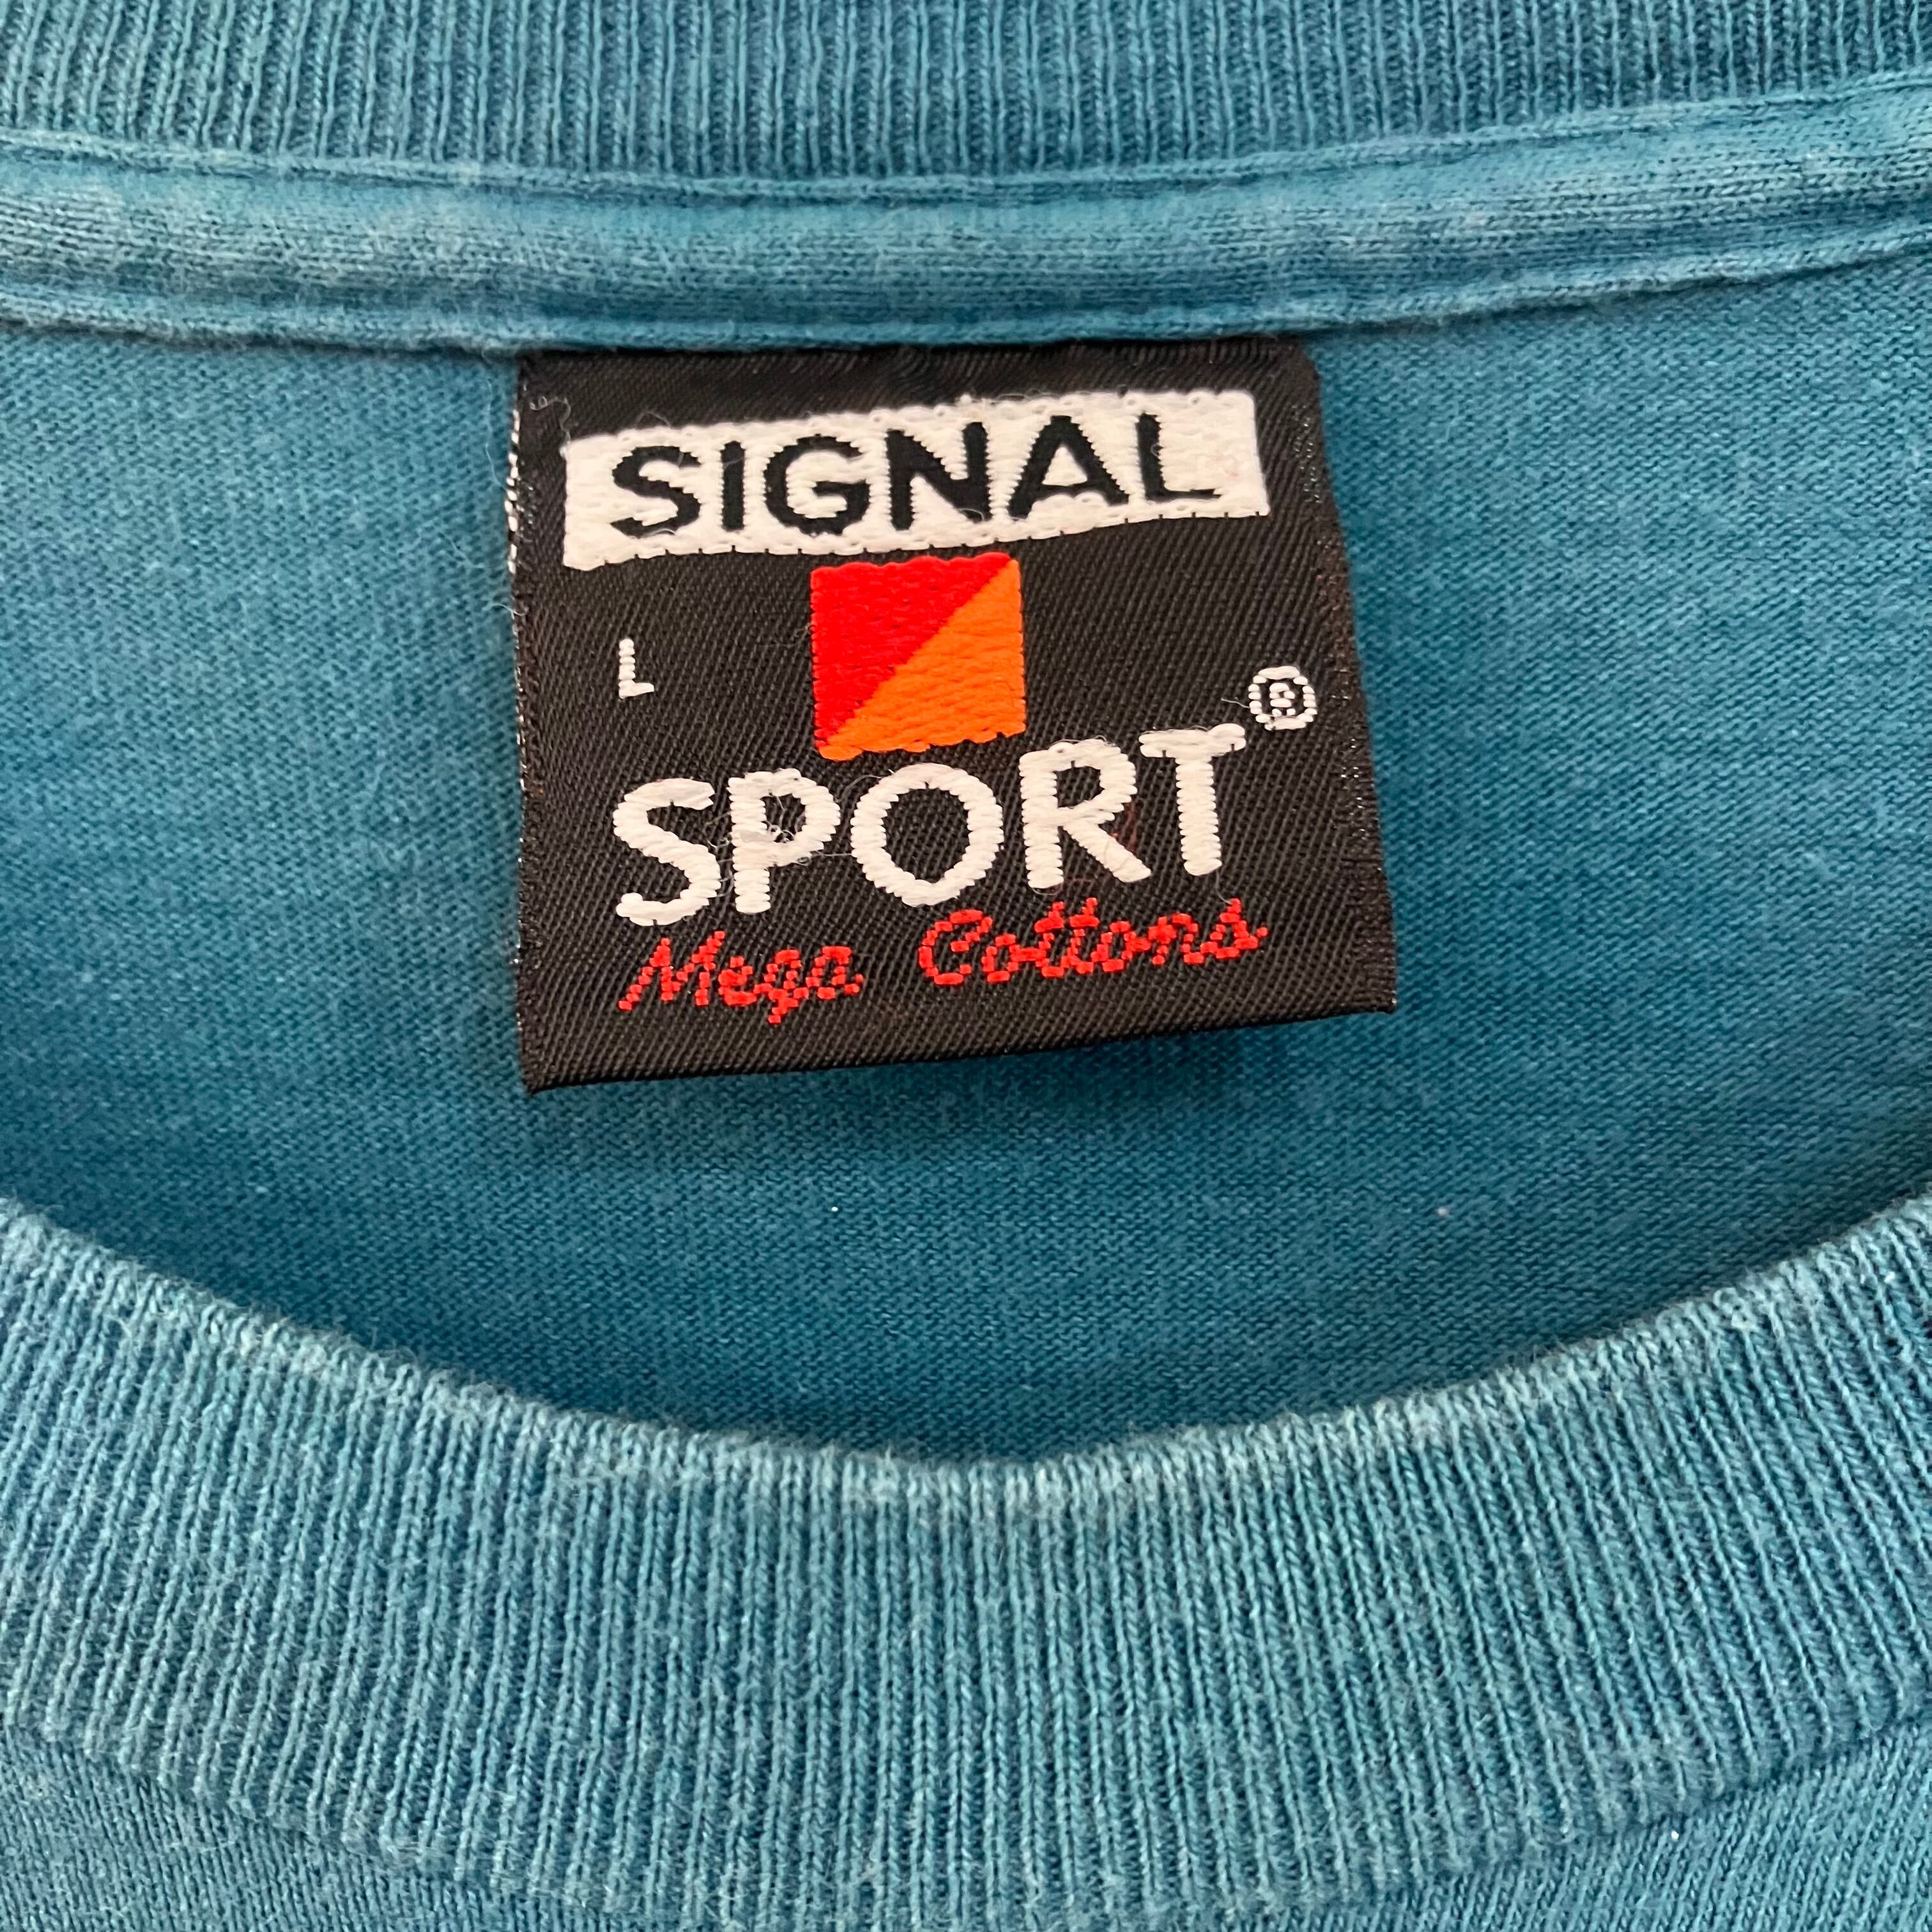 SIGNAL
L
SPORT®
Mega Cottons